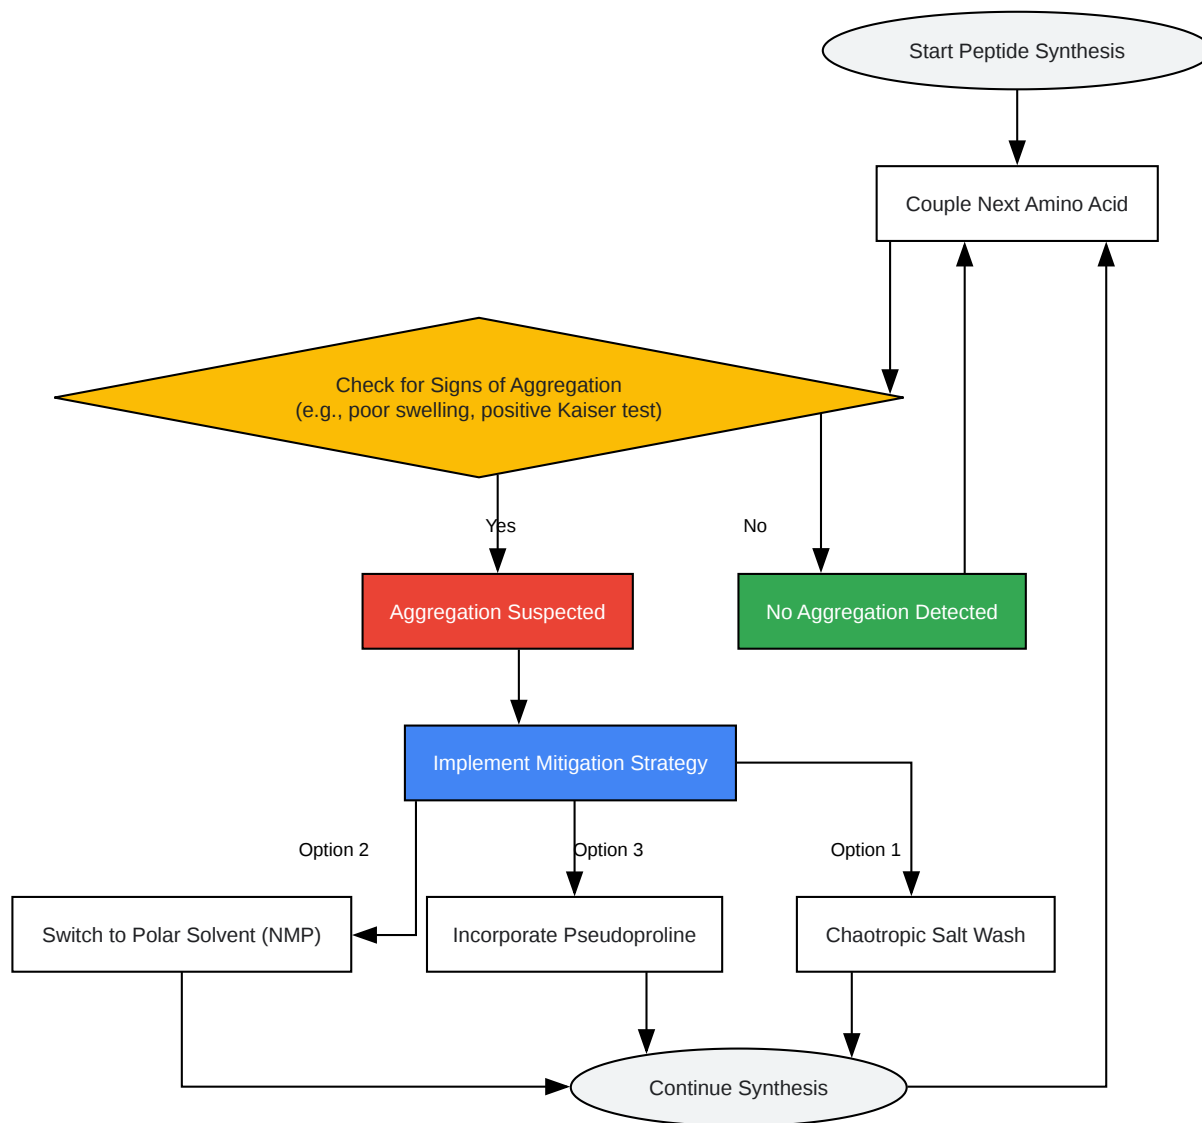 Start Peptide Synthesis
Couple Next Amino Acid
Check for Signs of Aggregation
(e.g., poor swelling, positive Kaiser test)
Yes
No
Aggregation Suspected
No Aggregation Detected
Implement Mitigation Strategy
Option 2
Option 3
Option 1
Switch to Polar Solvent (NMP)
Incorporate Pseudoproline
Chaotropic Salt Wash
Continue Synthesis